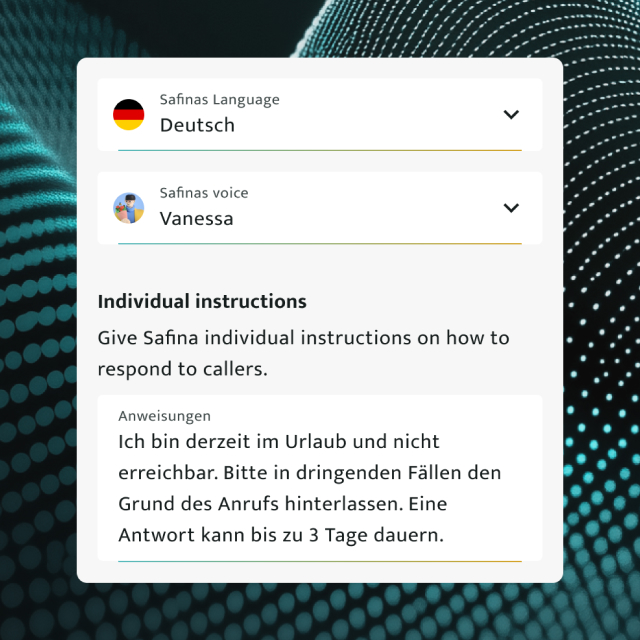 Safinas Language
Deutsch
Safinas voice
Vanessa
Individual instructions
Give Safina individual instructions on how to
respond to callers.
Anweisungen
Ich bin derzeit im Urlaub und nicht
erreichbar. Bitte in dringenden Fällen den
Grund des Anrufs hinterlassen. Eine
Antwort kann bis zu 3 Tage dauern.